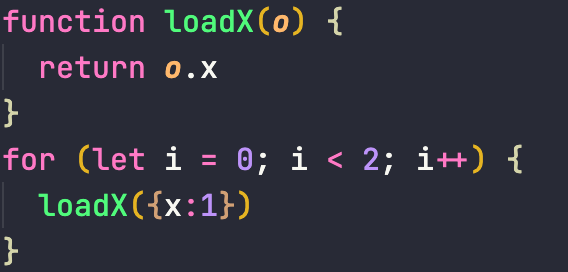 function loadX(o) {
  return o.x
}
for (let i = 0; i < 2; i++) {
  loadX({x:1})
}